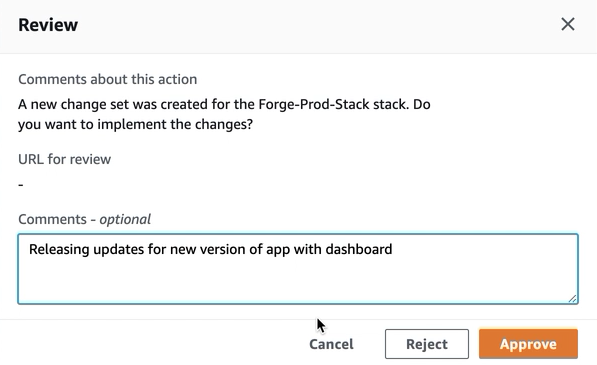 Review
Comments about this action
A new change set was created for the Forge-Prod-Stack stack. Do
you want to implement the changes?
URL for review
-
Comments - optional
Releasing updates for new version of app with dashboard
Cancel Reject Approve